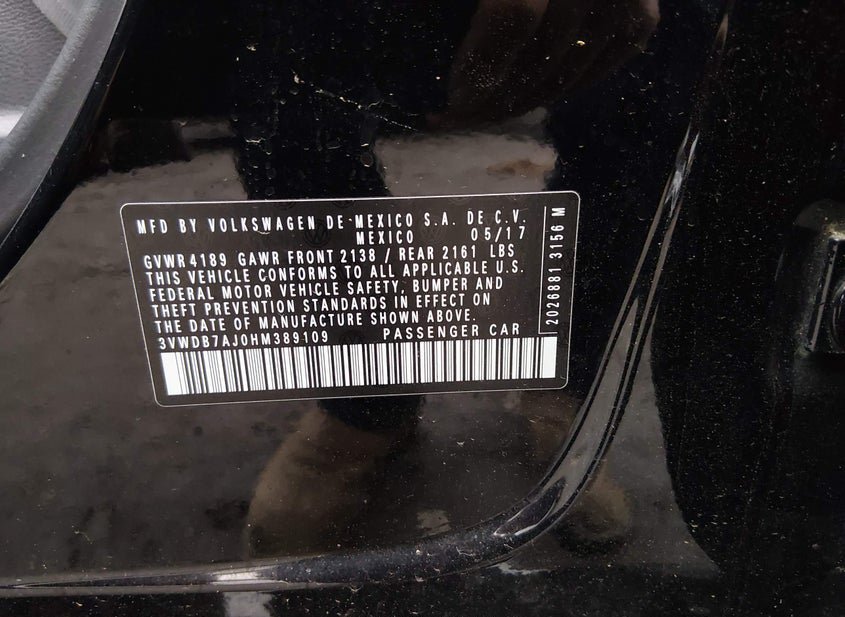 MFD BY VOLKSWAGEN DE MEXICO S.A. DE C.V.
MEXICO 05/17
GVWR 4189 GAWR FRONT 2138 / REAR 2161 LBS
THIS VEHICLE CONFORMS TO ALL APPLICABLE U.S.
FEDERAL MOTOR VEHICLE SAFETY, BUMPER AND
THEFT PREVENTION STANDARDS IN EFFECT ON
THE DATE OF MANUFACTURE SHOWN ABOVE.
3VWDB7AJ0HM389109 PASSENGER CAR
2026881 3156 M